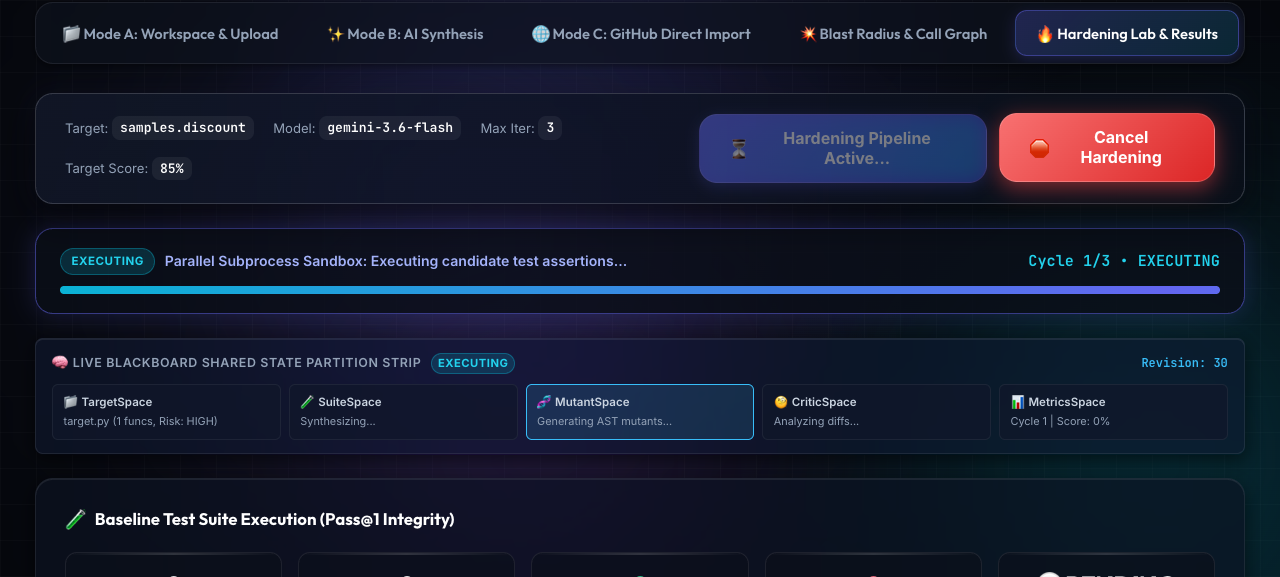 Mode A: Workspace & Upload
Mode B: AI Synthesis
Mode C: GitHub Direct Import
Blast Radius & Call Graph
Hardening Lab & Results
Target: samples.discount
Model: gemini-3.6-flash
Max Iter: 3
Target Score: 85%
Hardening Pipeline
Active...
Cancel
Hardening
EXECUTING
Parallel Subprocess Sandbox: Executing candidate test assertions...
Cycle 1/3 • EXECUTING
LIVE BLACKBOARD SHARED STATE PARTITION STRIP
EXECUTING
Revision: 30
TargetSpace
target.py (1 funcs, Risk: HIGH)
SuiteSpace
Synthesizing...
MutantSpace
Generating AST mutants...
CriticSpace
Analyzing diffs...
MetricsSpace
Cycle 1 | Score: 0%
Baseline Test Suite Execution (Pass@1 Integrity)